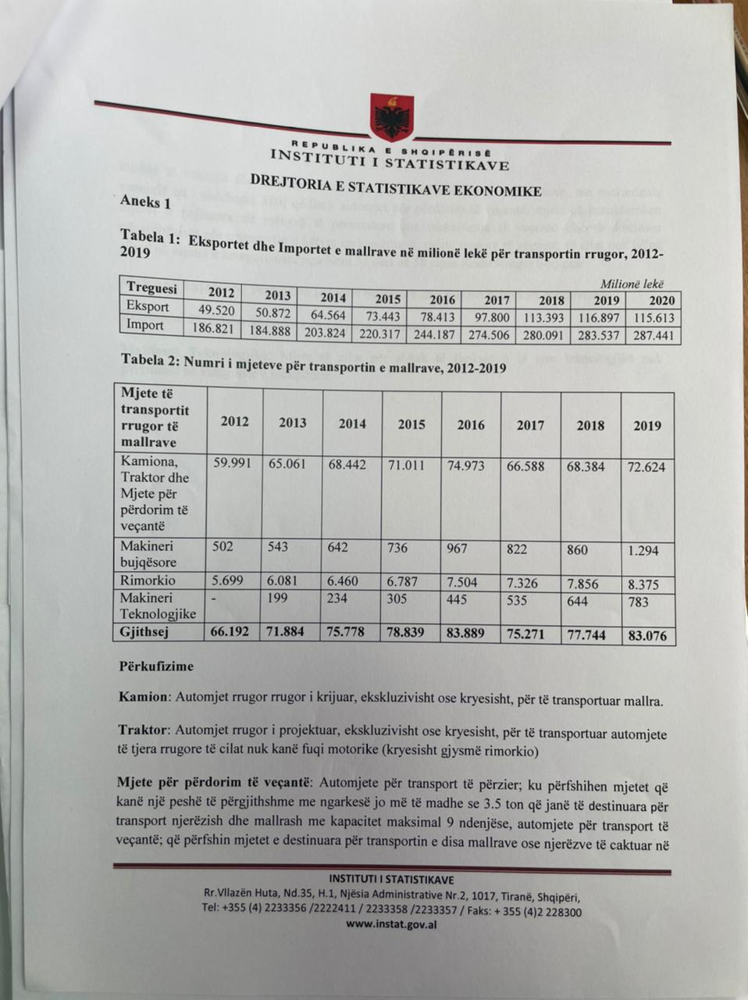 REPUBLIKA E SHQIPËRISË
INSTITUTI I STATISTIKAVE
DREJTORIA E STATISTIKAVE EKONOMIKE
Aneks 1
Tabela 1: Eksportet dhe Importet e mallrave në milionë lekë për transportin rrugor, 2012-
2019
Milionë lekë
Treguesi 2012 2013 2014 2015 2016 2017 2018 2019 2020
Eksport 49.520 50.872 64.564 73.443 78.413 97.800 113.393 116.897 115.613
Import 186.821 184.888 203.824 220.317 244.187 274.506 280.091 283.537 287.441
Tabela 2: Numri i mjeteve për transportin e mallrave, 2012-2019
Mjete të
transportit
rrugor të
mallrave
2012 2013 2014 2015 2016 2017 2018 2019
Kamiona, 59.991 65.061 68.442 71.011 74.973 66.588 68.384 72.624
Traktor dhe
Mjete për
përdorim të
veçantë
Makineri 502 543 642 736 967 822 860 1.294
bujqësore
Rimorkio 5.699 6.081 6.460 6.787 7.504 7.326 7.856 8.375
Makineri - 199 234 305 445 535 644 783
Teknologjike
Gjithsej 66.192 71.884 75.778 78.839 83.889 75.271 77.744 83.076
Përkufizime
Kamion: Automjet rrugor rrugor i krijuar, ekskluzivisht ose kryesisht, për të transportuar mallra.
Traktor: Automjet rrugor i projektuar, ekskluzivisht ose kryesisht, për të transportuar automjete
të tjera rrugore të cilat nuk kanë fuqi motorike (kryesisht gjysmë rimorkio)
Mjete për përdorim të veçantë: Automjete për transport të përzier; ku përfshihen mjetet që
kanë një peshë të përgjithshme me ngarkesë jo më të madhe se 3.5 ton që janë të destinuara për
transport njerëzish dhe mallrash me kapacitet maksimal 9 ndenjëse, automjete për transport të
veçantë; që përfshin mjetet e destinuara për transportin e disa mallrave ose njerëzve të caktuar në
INSTITUTI I STATISTIKAVE
Rr.Vllazën Huta, Nd.35, H.1, Njësia Administrative Nr.2, 1017, Tiranë, Shqipëri,
Tel: +355 (4) 2233356 /2222411 / 2233358 /2233357 / Faks: + 355 (4)2 228300
www.instat.gov.al